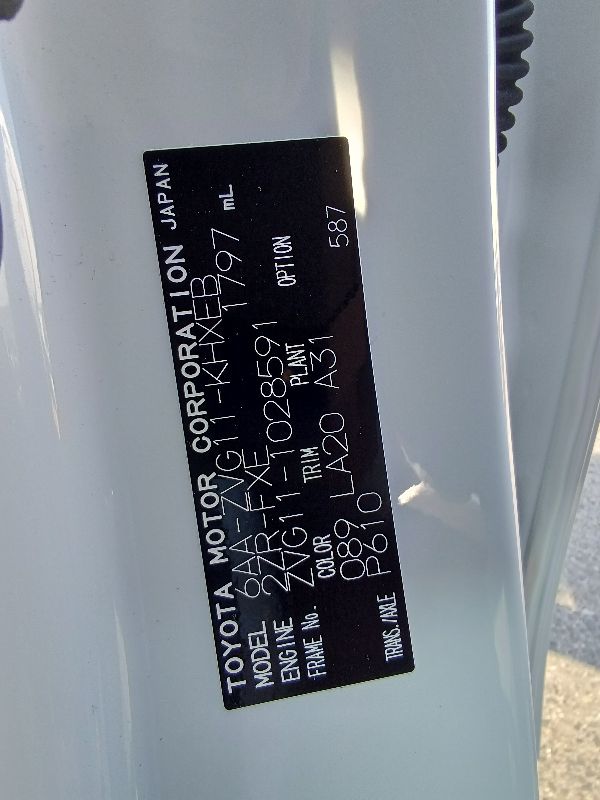 TOYOTA MOTOR CORPORATION JAPAN
MODEL 6AA-ZVG11-KHXEB
ENGINE 2ZR-FXE 1797 mL
FRAME No. ZVG11-1028591
COLOR TRIM PLANT OPTION
089 LA20 A31 587
TRANS./AXLE P610